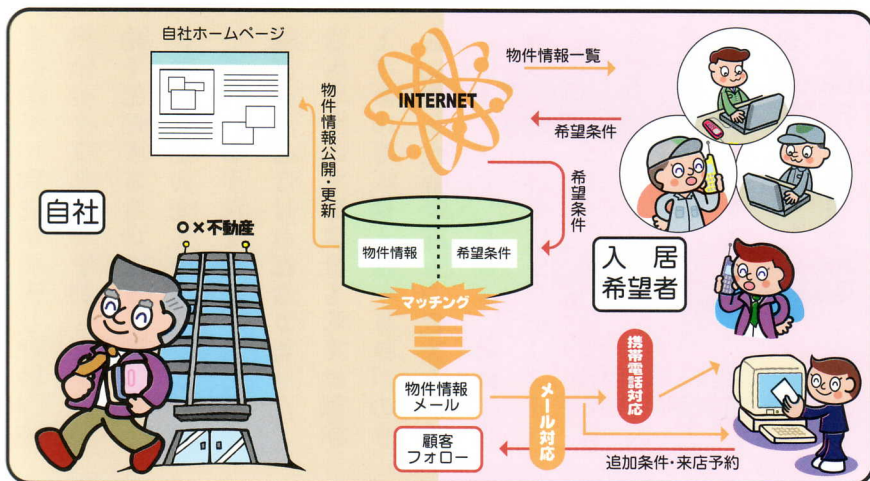 自社ホームページ
物件情報公開・更新
INTERNET
物件情報一覧
希望条件
希望条件
自社
○×不動産
物件情報
希望条件
マッチング
入居
希望者
物件情報
メール
顧客
フォロー
メール対応
携帯電話対応
追加条件・来店予約